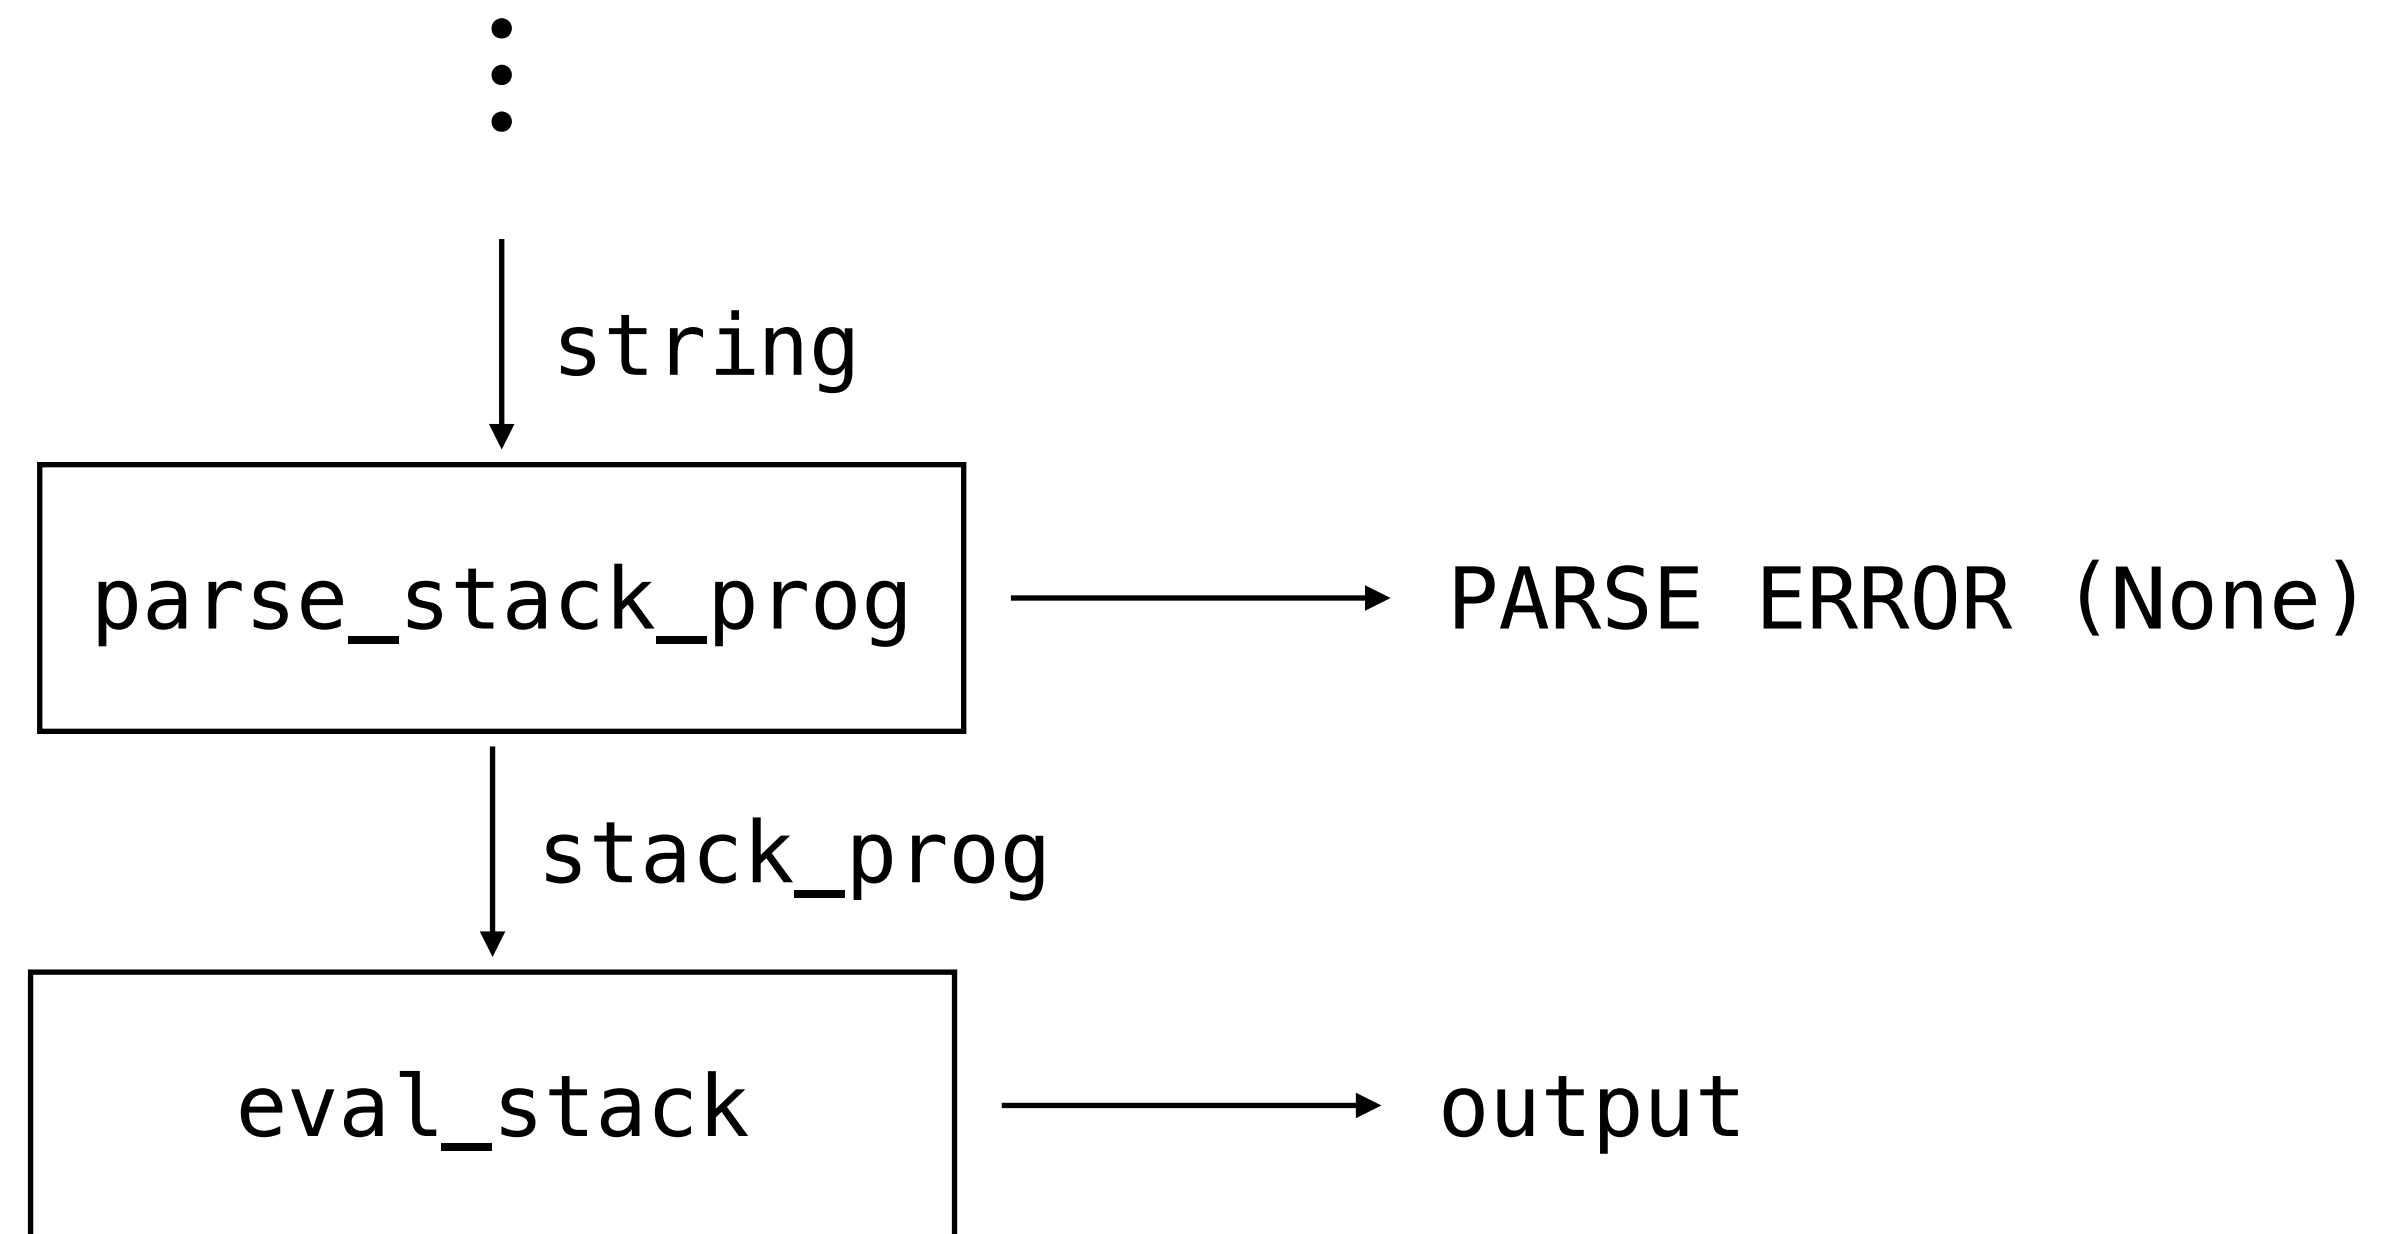 string
parse_stack_prog
PARSE ERROR (None)
stack_prog
eval_stack
output